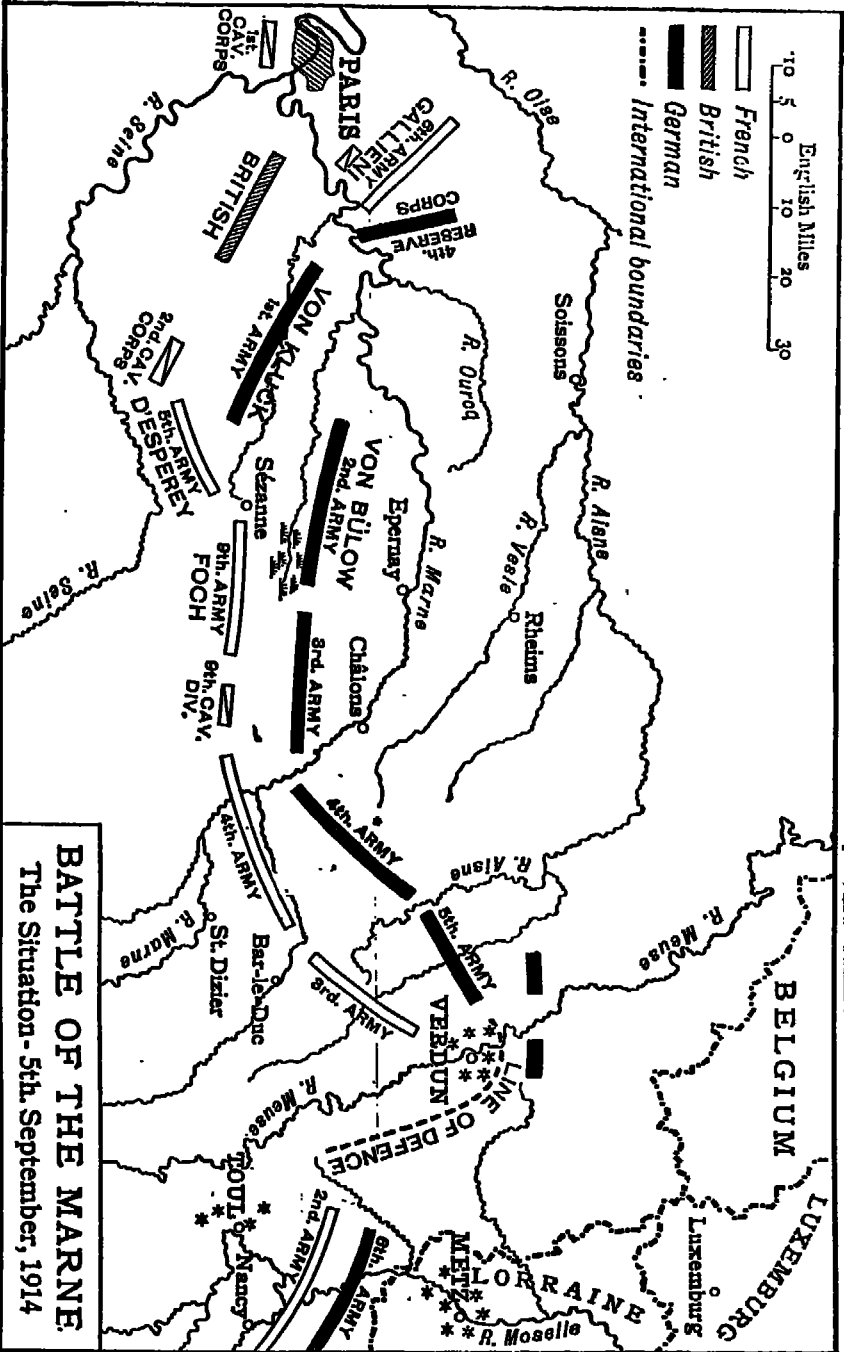 English Miles
10 5 0 10 20 30
French
British
German
International boundaries
BELGIUM
LUXEMBURG
Luxemburg
LORRAINE
METZ
R. Moselle
R. Oise
Soissons
R. Aisne
R. Vesle
Rheims
R. Meuse
R. Ourcq
R. Aisne
PARIS
1st.
CAV.
CORPS
6th. ARMY
GALLIENI
4th.
RESERVE
CORPS
R. Seine
BRITISH
VON KLUCK
1st. ARMY
VON BÜLOW
2nd. ARMY
Epernay
R. Marne
Châlons
3rd. ARMY
4th. ARMY
5th. ARMY
VERDUN
LINE OF DEFENCE
2nd. CAV.
CORPS
5th. ARMY
D'ESPEREY
Sézanne
9th. ARMY
FOCH
9th. CAV.
DIV.
4th. ARMY
3rd. ARMY
Bar-le-Duc
St. Dizier
R. Marne
R. Meuse
R. Seine
TOUL
Nancy
2nd. ARMY
6th. ARMY
BATTLE OF THE MARNE
The Situation - 5th. September, 1914